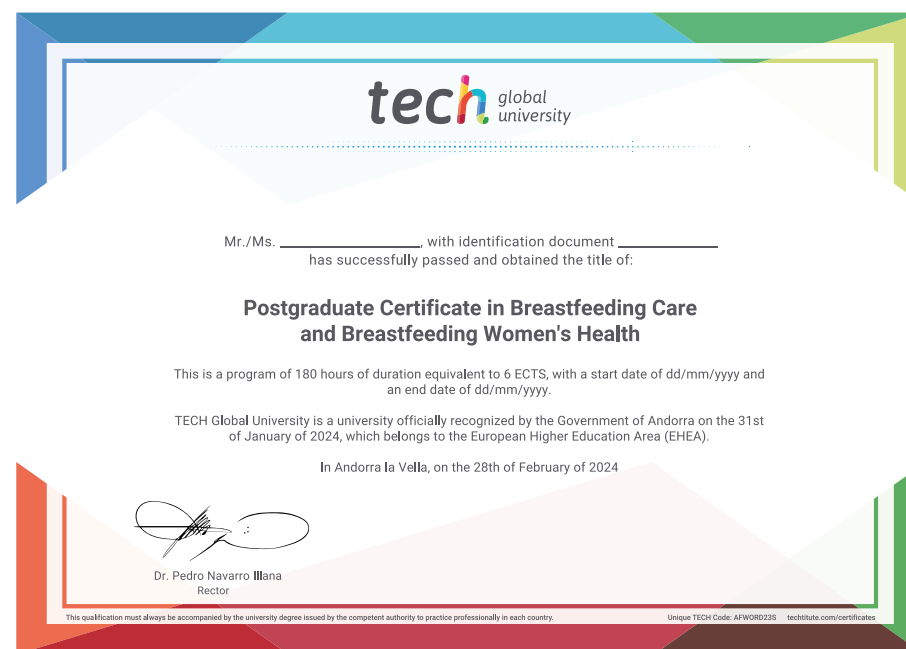 tech global
university
Mr./Ms. ____________________, with identification document ______________
has successfully passed and obtained the title of:
Postgraduate Certificate in Breastfeeding Care
and Breastfeeding Women's Health
This is a program of 180 hours of duration equivalent to 6 ECTS, with a start date of dd/mm/yyyy and
an end date of dd/mm/yyyy.
TECH Global University is a university officially recognized by the Government of Andorra on the 31st
of January of 2024, which belongs to the European Higher Education Area (EHEA).
In Andorra la Vella, on the 28th of February of 2024
Dr. Pedro Navarro Illana
Rector
This qualification must always be accompanied by the university degree issued by the competent authority to practice professionally in each country.
Unique TECH Code: AFWORD23S techtitute.com/certificates